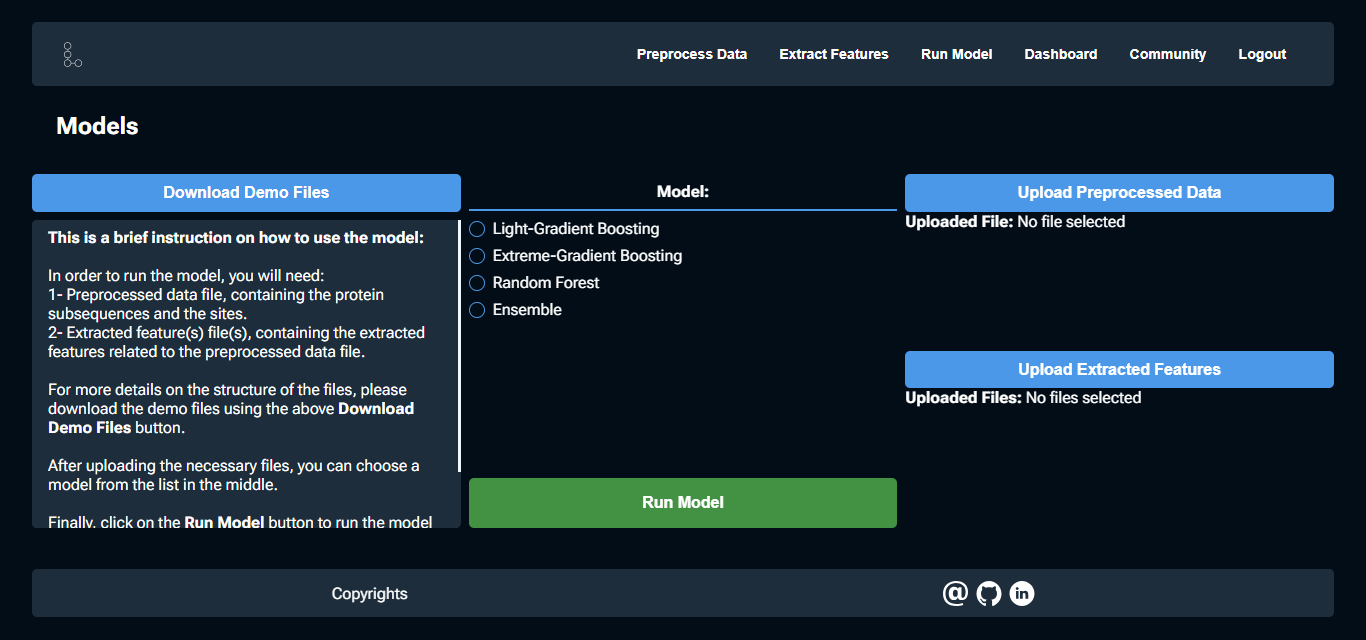 Preprocess Data Extract Features Run Model Dashboard Community Logout
Models
Download Demo Files
This is a brief instruction on how to use the model:
In order to run the model, you will need:
1- Preprocessed data file, containing the protein
subsequences and the sites.
2- Extracted feature(s) file(s), containing the extracted
features related to the preprocessed data file.
For more details on the structure of the files, please
download the demo files using the above Download
Demo Files button.
After uploading the necessary files, you can choose a
model from the list in the middle.
Finally, click on the Run Model button to run the model
Model:
Light-Gradient Boosting
Extreme-Gradient Boosting
Random Forest
Ensemble
Run Model
Upload Preprocessed Data
Uploaded File: No file selected
Upload Extracted Features
Uploaded Files: No files selected
Copyrights